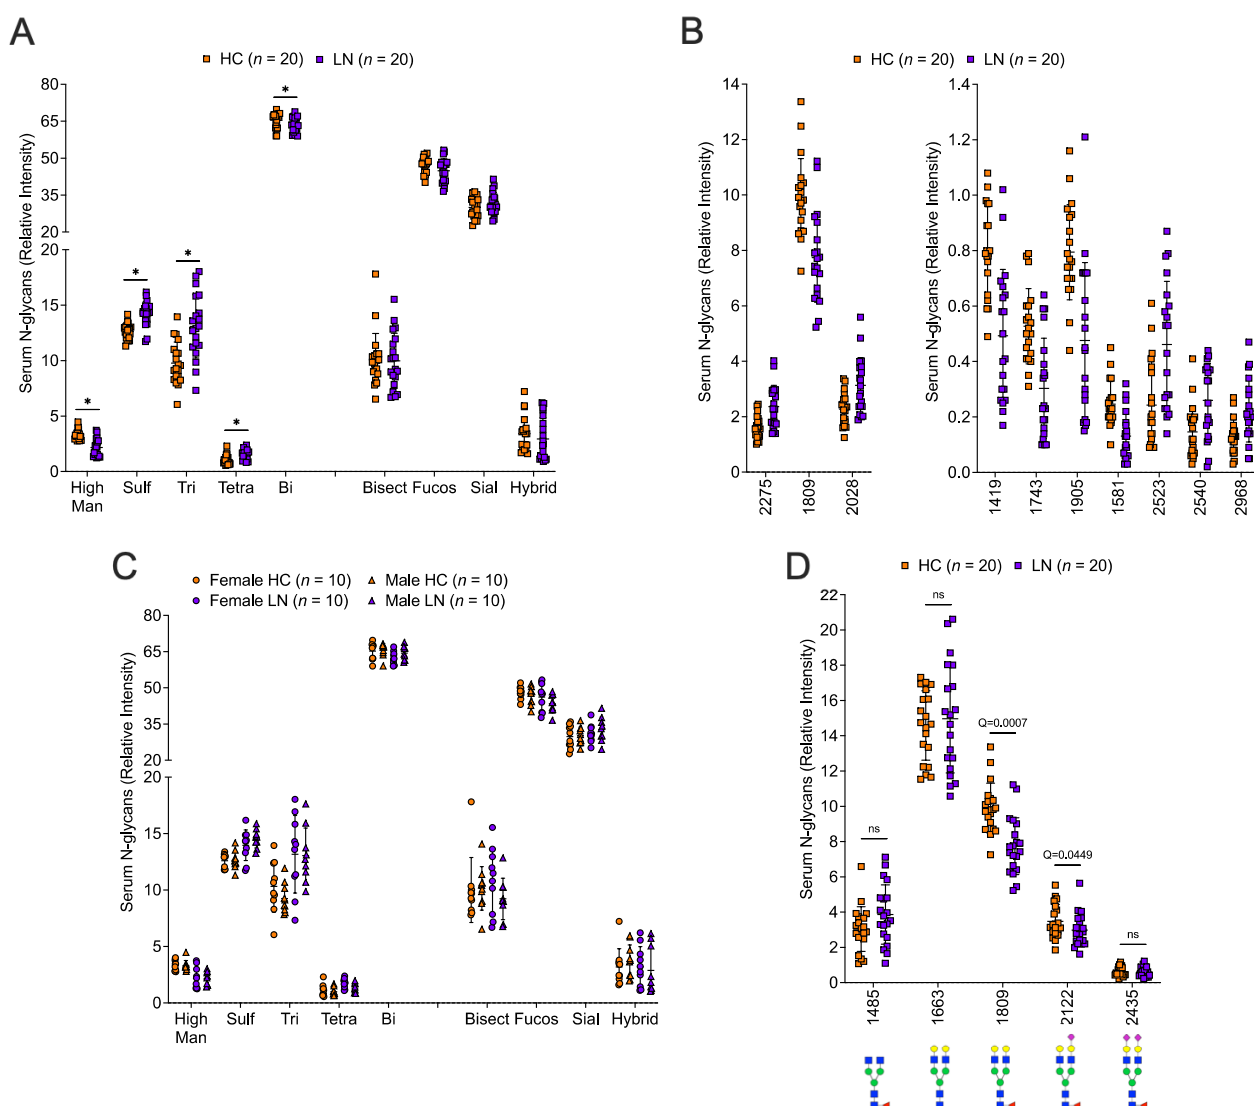 A
HC (n = 20) LN (n = 20)
Serum N-glycans (Relative Intensity)
80
65
50
35
20
20
15
10
5
0
* * * * *
High Man Sulf Tri Tetra Bi Bisect Fucos Sial Hybrid
B
HC (n = 20) LN (n = 20)
Serum N-glycans (Relative Intensity)
14
12
10
8
6
4
2
0
2275 1809 2028
Serum N-glycans (Relative Intensity)
1.4
1.2
1.0
0.8
0.6
0.4
0.2
0.0
1419 1743 1905 1581 2523 2540 2968
C
Female HC (n = 10) Male HC (n = 10)
Female LN (n = 10) Male LN (n = 10)
Serum N-glycans (Relative Intensity)
80
65
50
35
20
20
15
10
5
0
High Man Sulf Tri Tetra Bi Bisect Fucos Sial Hybrid
D
HC (n = 20) LN (n = 20)
Serum N-glycans (Relative Intensity)
22
20
18
16
14
12
10
8
6
4
2
0
ns
ns
Q=0.0007
Q=0.0449
ns
1485 1663 1809 2122 2435